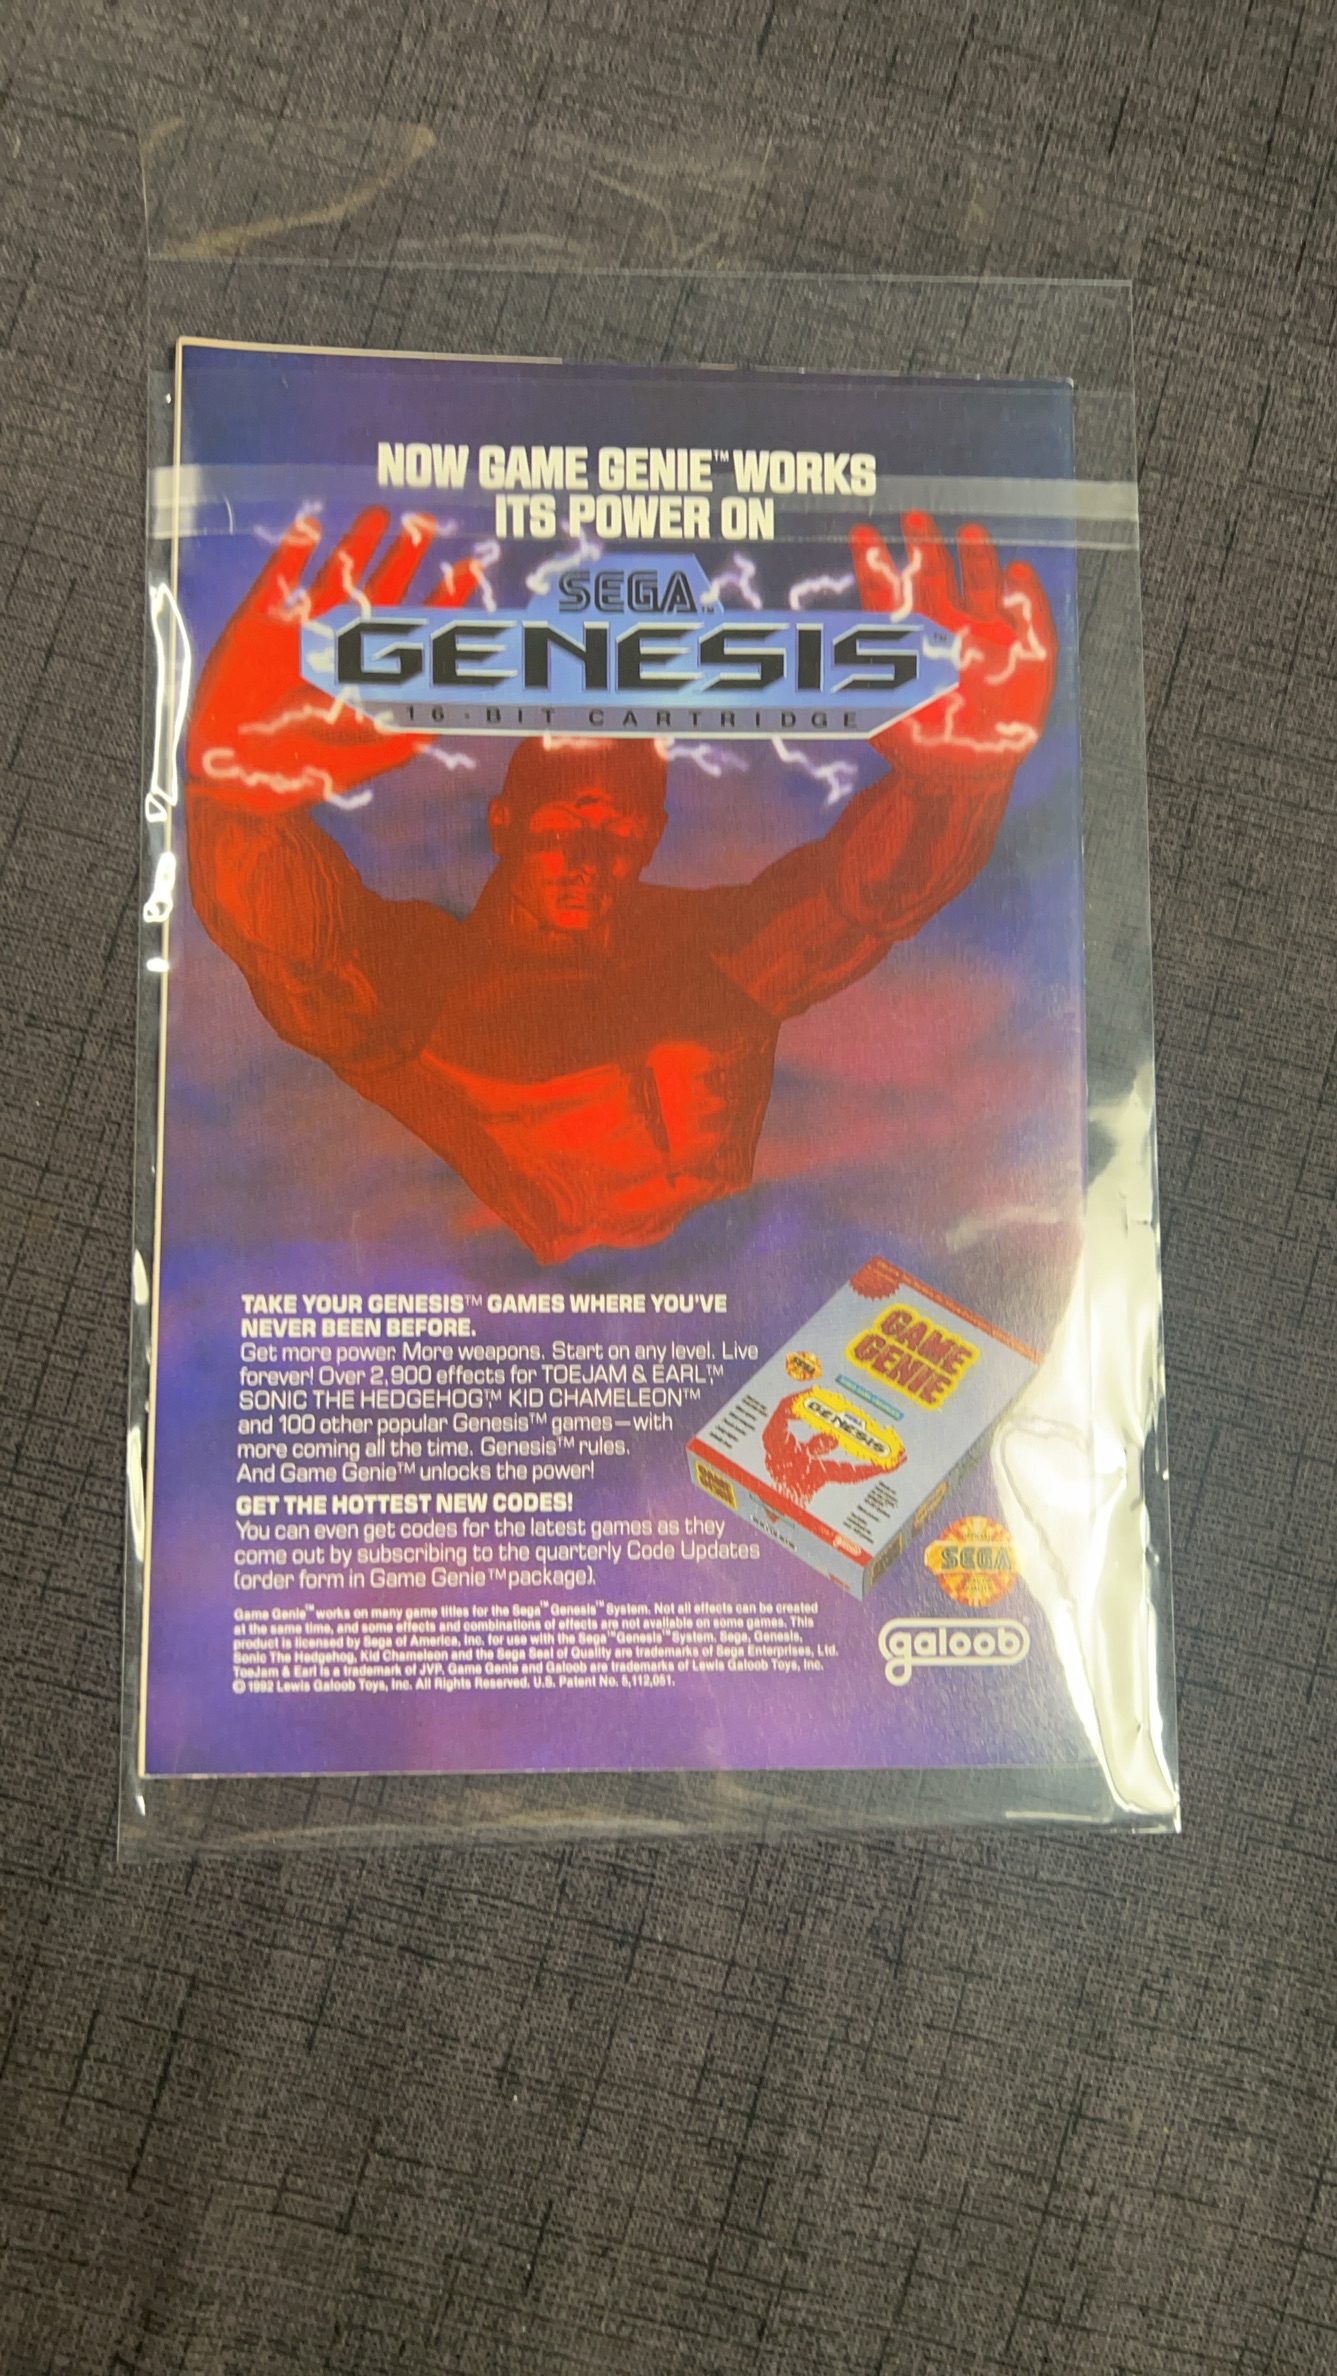 NOW GAME GENIE™ WORKS
ITS POWER ON
SEGA™
GENESIS™
16-BIT CARTRIDGE
TAKE YOUR GENESIS™ GAMES WHERE YOU'VE
NEVER BEEN BEFORE.
Get more power. More weapons. Start on any level. Live
forever! Over 2,900 effects for TOEJAM & EARL,™
SONIC THE HEDGEHOG,™ KID CHAMELEON™
and 100 other popular Genesis™ games—with
more coming all the time. Genesis™ rules.
And Game Genie™ unlocks the power!
GET THE HOTTEST NEW CODES!
You can even get codes for the latest games as they
come out by subscribing to the quarterly Code Updates
(order form in Game Genie™ package).
Game Genie™ works on many game titles for the Sega™ Genesis™ System. Not all effects can be created
at the same time, and some effects and combinations of effects are not available on some games. This
product is licensed by Sega of America, Inc. for use with the Sega™ Genesis™ System. Sega, Genesis,
Sonic The Hedgehog, Kid Chameleon and the Sega Seal of Quality are trademarks of Sega Enterprises, Ltd.
ToeJam & Earl is a trademark of JVP. Game Genie and Galoob are trademarks of Lewis Galoob Toys, Inc.
© 1992 Lewis Galoob Toys, Inc. All Rights Reserved. U.S. Patent No. 5,112,051.
GAME
GENIE
SEGA
GENESIS
GAME
GENIE
SEGA
galoob®